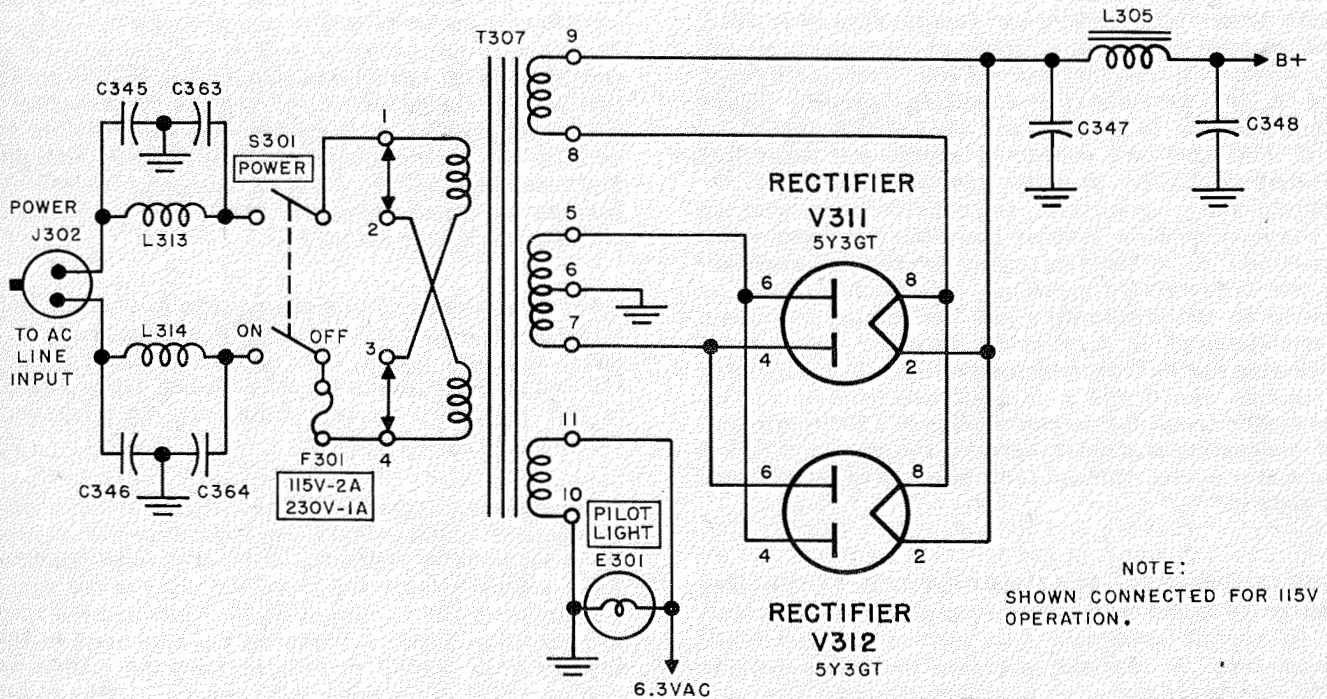 L305
T307
9
B+
C345 C363
1
C347
C348
S301
POWER
8
RECTIFIER
V311
5Y3GT
POWER
J302
L313
2
5
6
6
8
7
TO AC
LINE
INPUT
L314
ON
OFF
3
4
2
11
F301
115V-2A
230V-1A
4
C346
C364
10
PILOT
LIGHT
E301
6
8
4
2
NOTE:
SHOWN CONNECTED FOR 115V
OPERATION.
RECTIFIER
V312
5Y3GT
6.3VAC